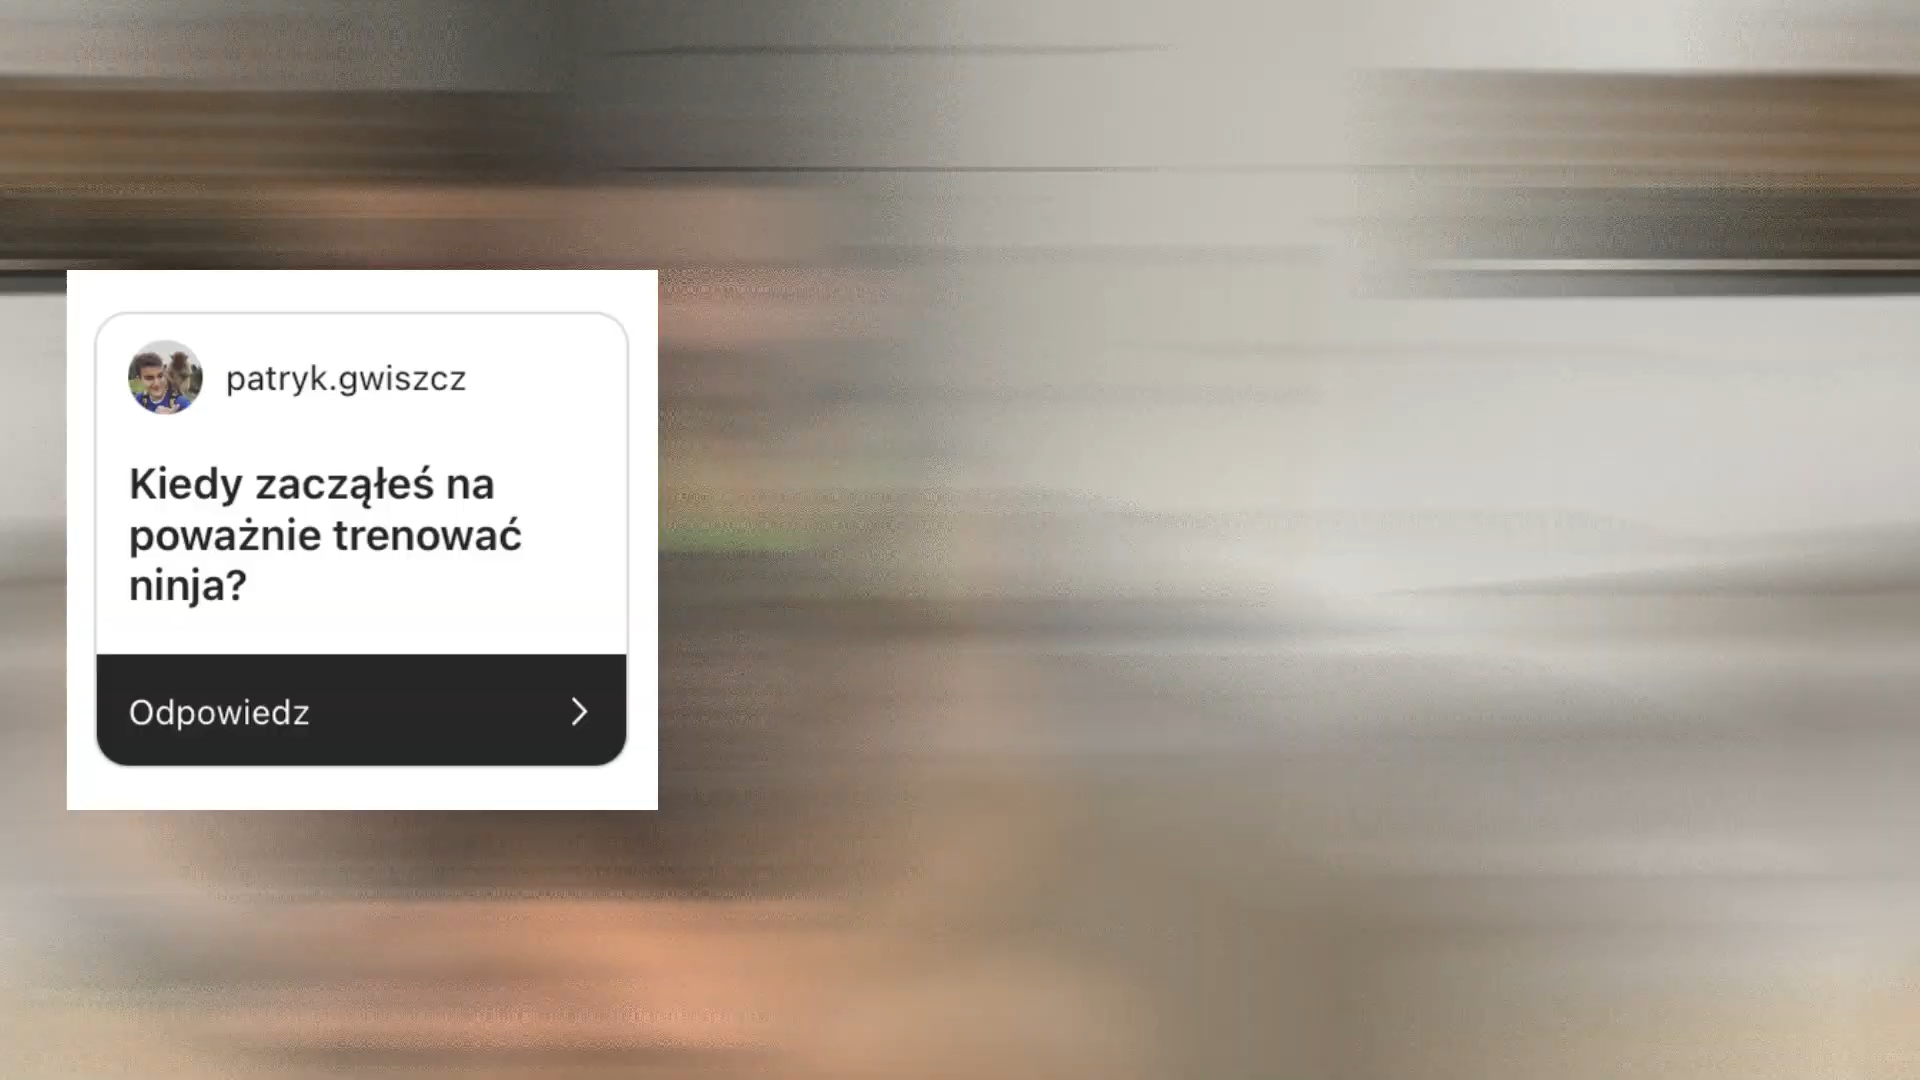 patryk.gwiszcz
Kiedy zacząłeś na
poważnie trenować
ninja?
Odpowiedz